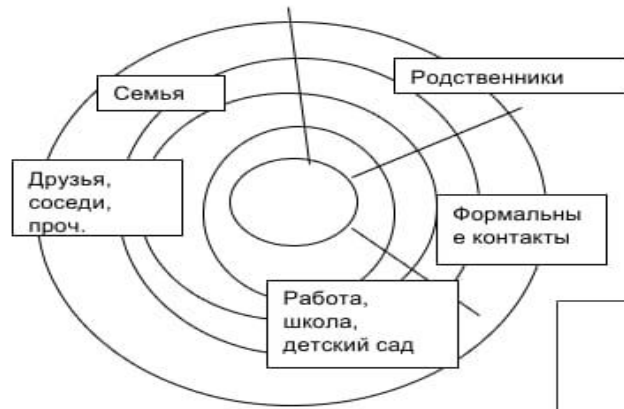 Родственники
Семья
Друзья,
соседи,
проч.
Формальны
е контакты
Работа,
школа,
детский сад